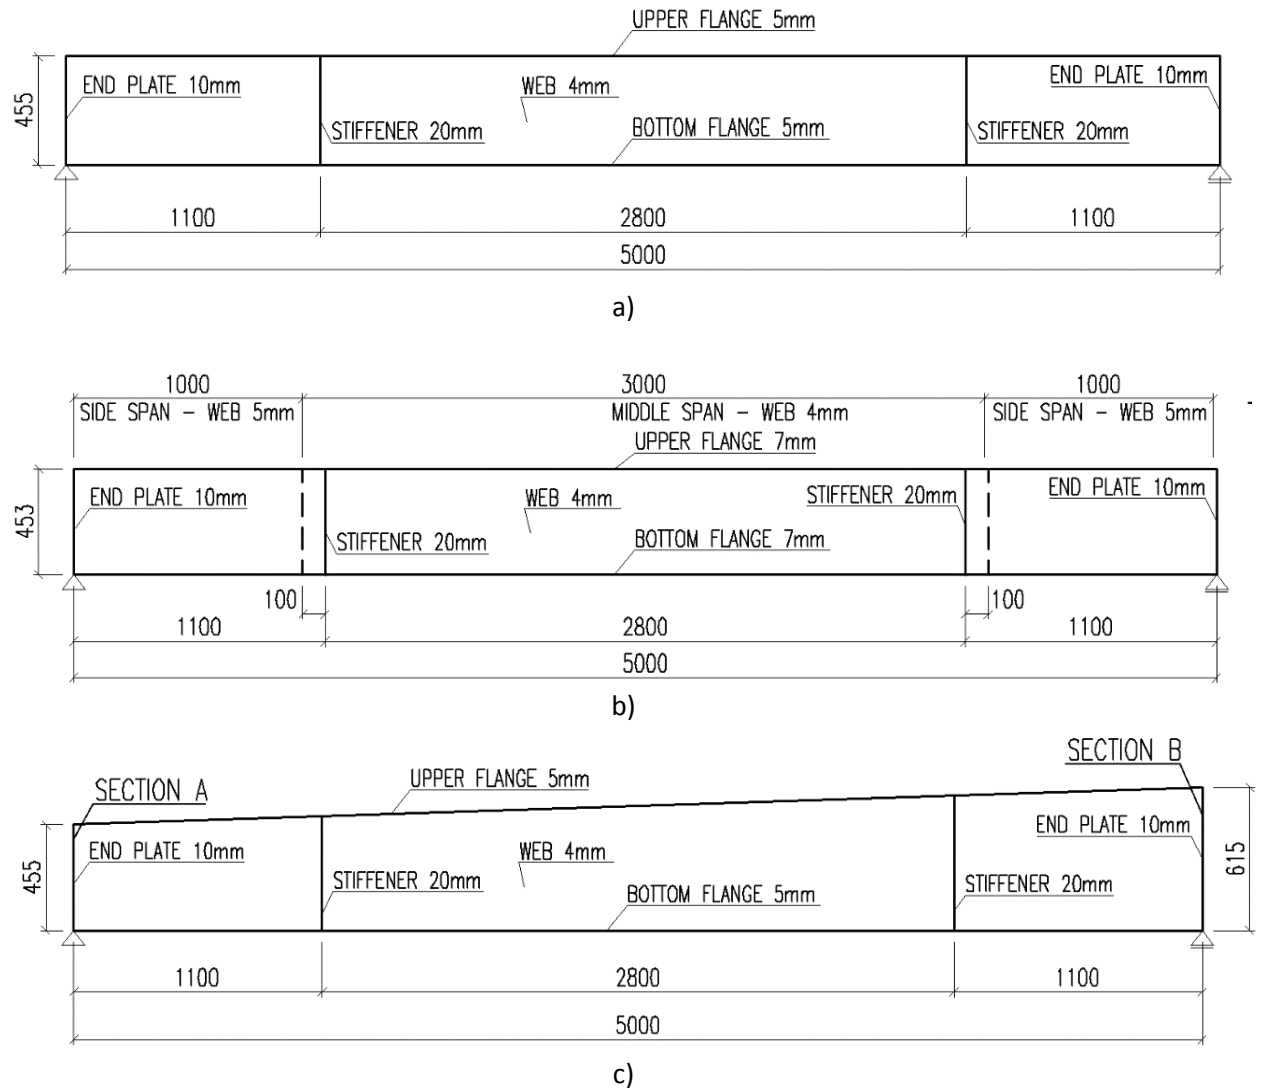 UPPER FLANGE 5mm
END PLATE 10mm
WEB 4mm
END PLATE 10mm
455
STIFFENER 20mm
BOTTOM FLANGE 5mm
STIFFENER 20mm
1100
2800
1100
5000
a)
1000
3000
1000
SIDE SPAN - WEB 5mm
MIDDLE SPAN - WEB 4mm
SIDE SPAN - WEB 5mm
UPPER FLANGE 7mm
END PLATE 10mm
WEB 4mm
STIFFENER 20mm
END PLATE 10mm
453
STIFFENER 20mm
BOTTOM FLANGE 7mm
100
100
1100
2800
1100
5000
b)
SECTION A
UPPER FLANGE 5mm
SECTION B
END PLATE 10mm
WEB 4mm
END PLATE 10mm
455
615
STIFFENER 20mm
BOTTOM FLANGE 5mm
STIFFENER 20mm
1100
2800
1100
5000
c)